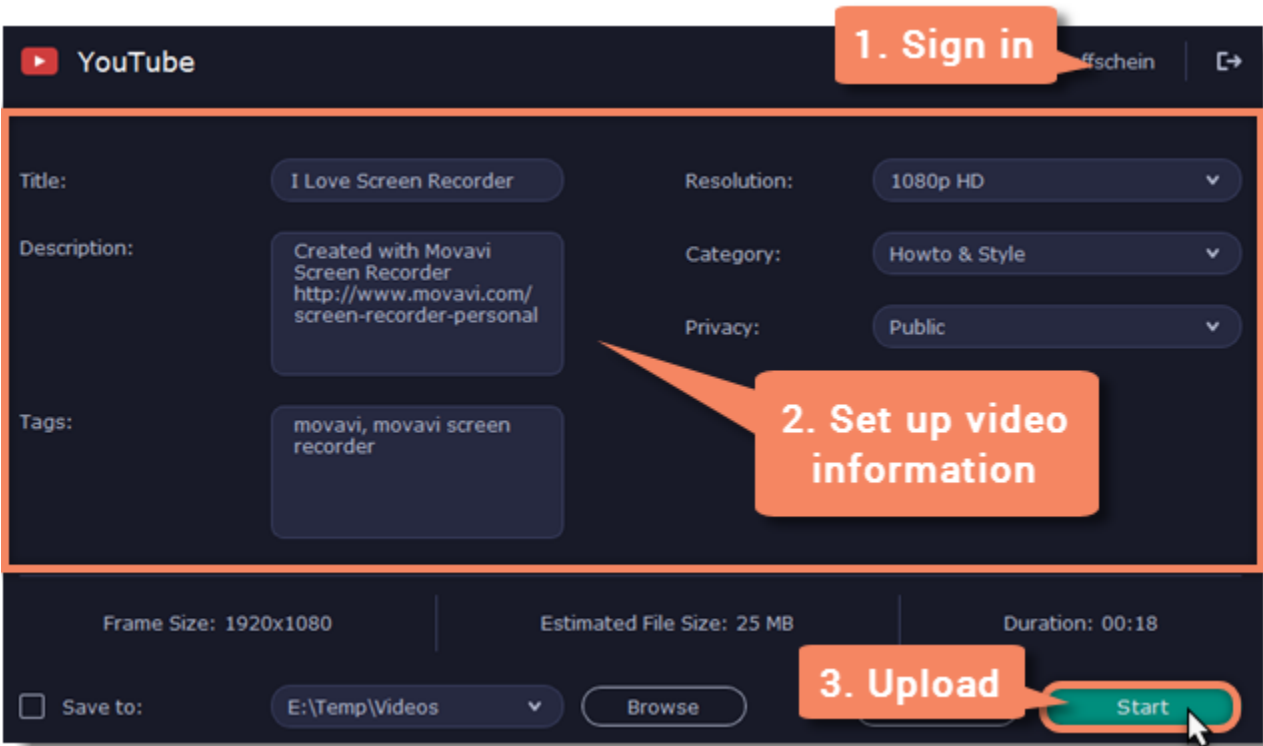 YouTube
1. Sign in
ffschein
Title:
I Love Screen Recorder
Resolution:
1080p HD
Description:
Created with Movavi
Screen Recorder
http://www.movavi.com/
screen-recorder-personal
Category:
Howto & Style
Privacy:
Public
2. Set up video
information
Tags:
movavi, movavi screen
recorder
Frame Size: 1920x1080
Estimated File Size: 25 MB
Duration: 00:18
Save to:
E:\Temp\Videos
Browse
3. Upload
Start